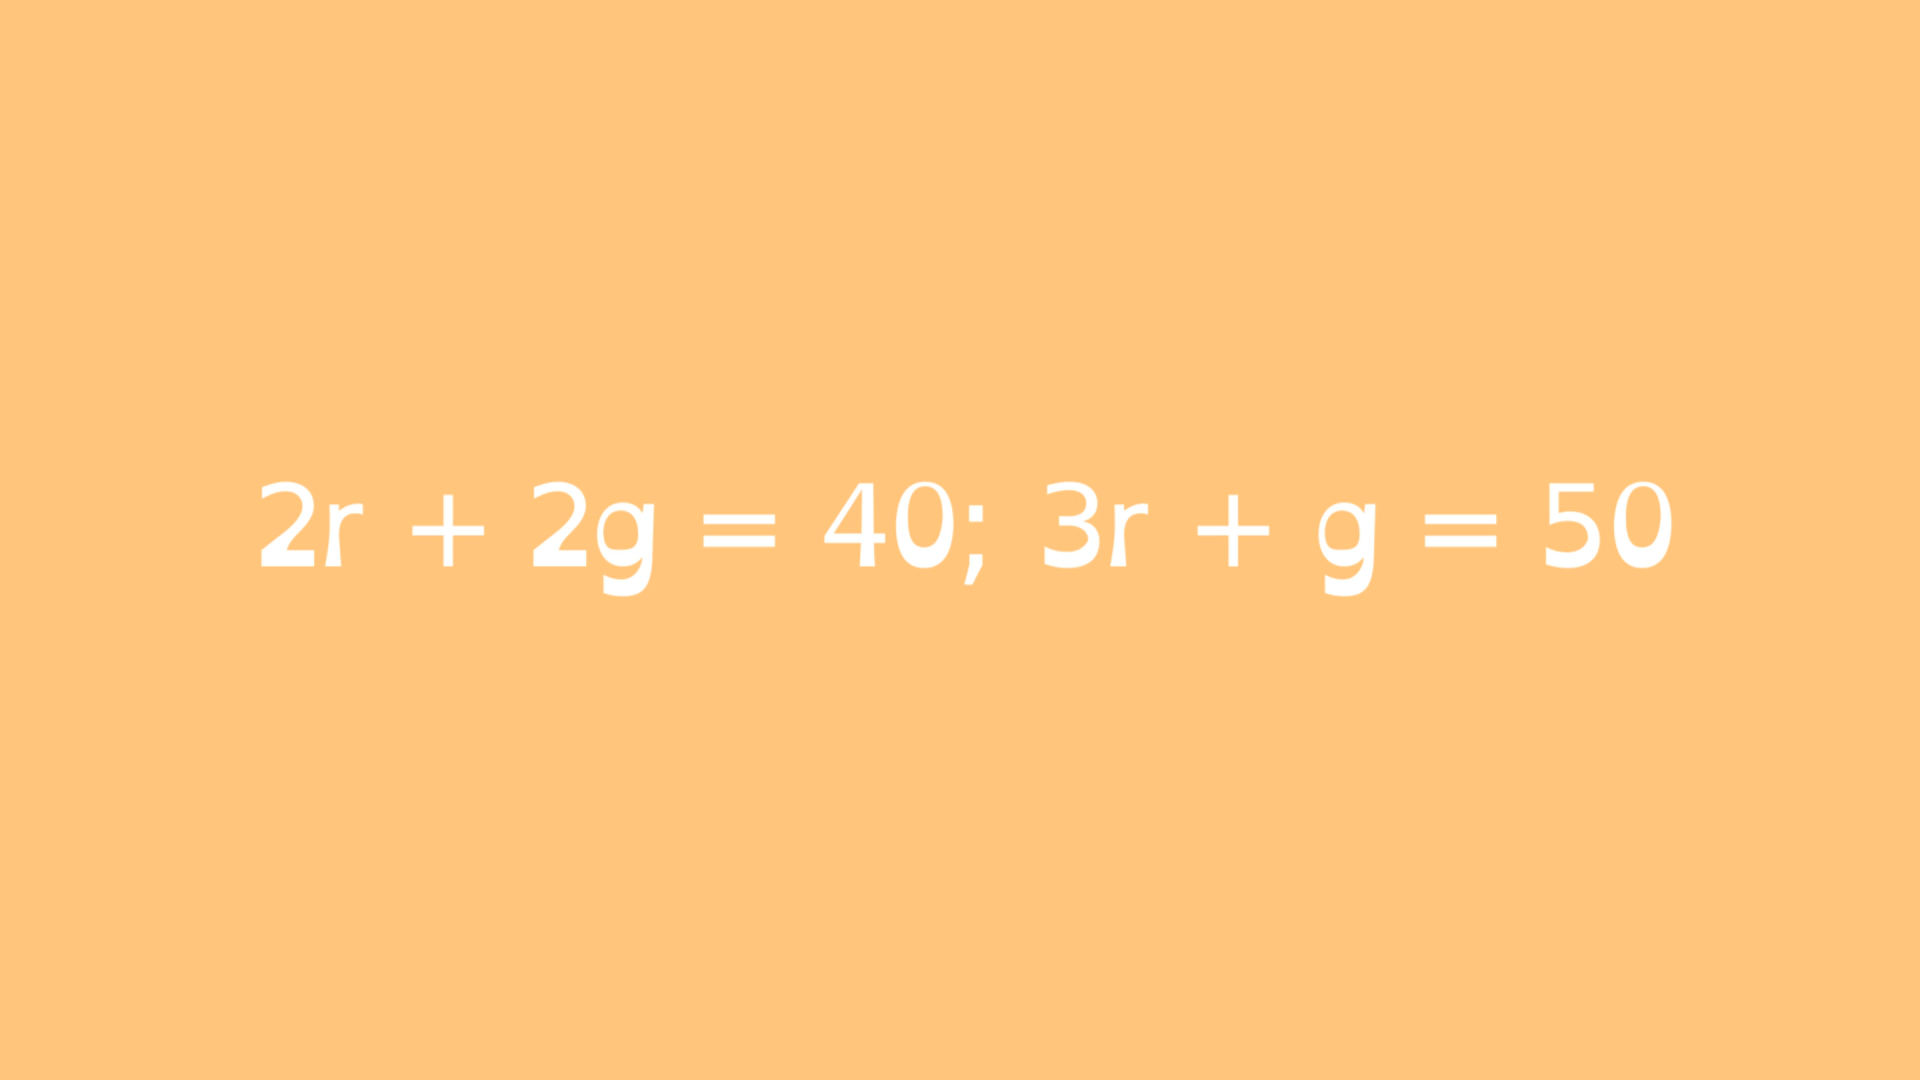 2r + 2g = 40; 3r + g = 50